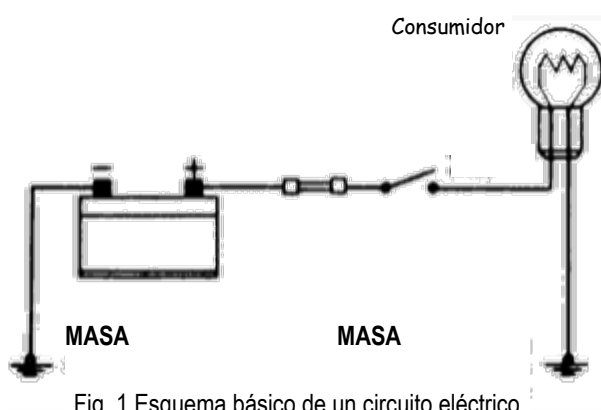 Consumidor
- +
MASA MASA
Fig. 1 Esquema básico de un circuito eléctrico